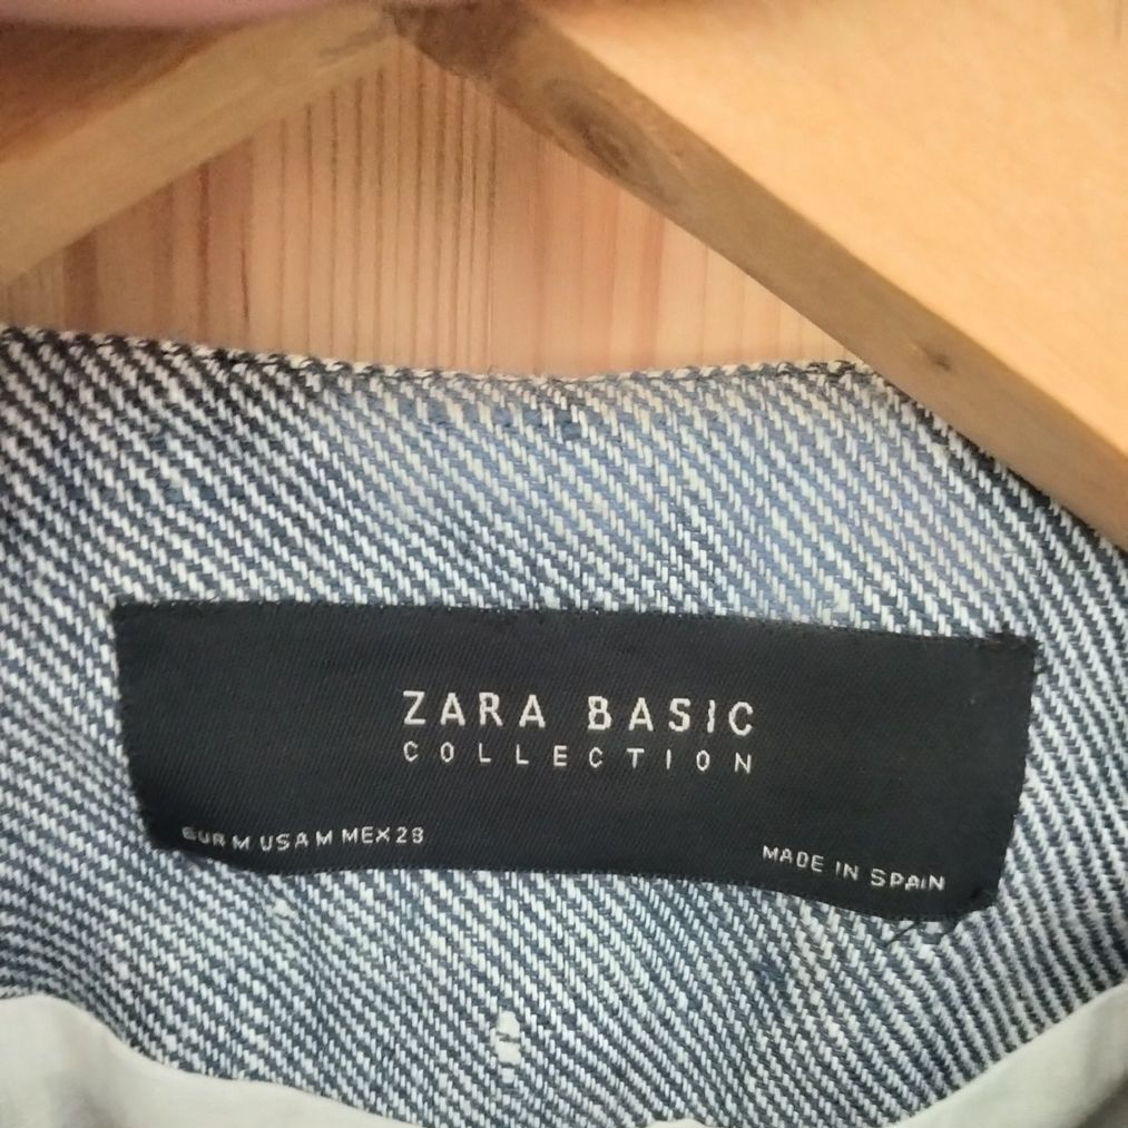 ZARA BASIC
COLLECTION
EUR M USA M MEX 28
MADE IN SPAIN